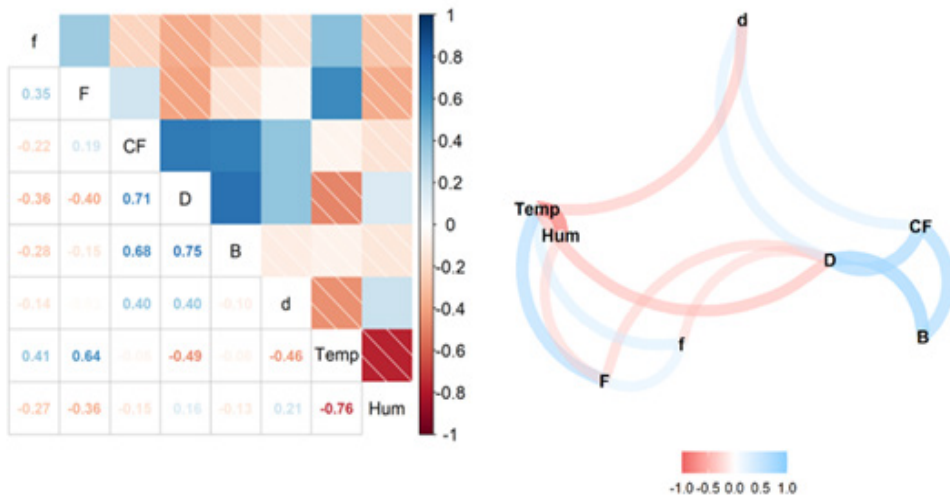 f
0.35 F
-0.22 0.19 CF
-0.36 -0.40 0.71 D
-0.28 -0.15 0.68 0.75 B
-0.14 0.40 0.40 -0.10 d
0.41 0.64 -0.49 -0.46 Temp
-0.27 -0.36 -0.15 0.16 -0.13 0.21 -0.76 Hum
1
0.8
0.6
0.4
0.2
0
-0.2
-0.4
-0.6
-0.8
-1
d
Temp
Hum
CF
D
B
f
F
-1.0 -0.5 0.0 0.5 1.0